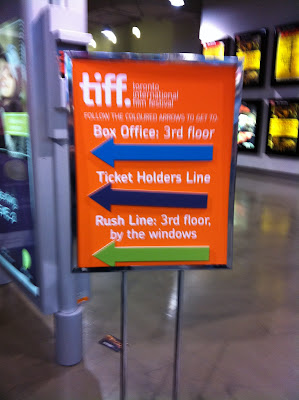 tiff.
toronto
international
film festival
FOLLOW THE COLOURED ARROWS TO GET TO:
Box Office: 3rd floor
Ticket Holders Line
Rush Line: 3rd floor,
by the windows